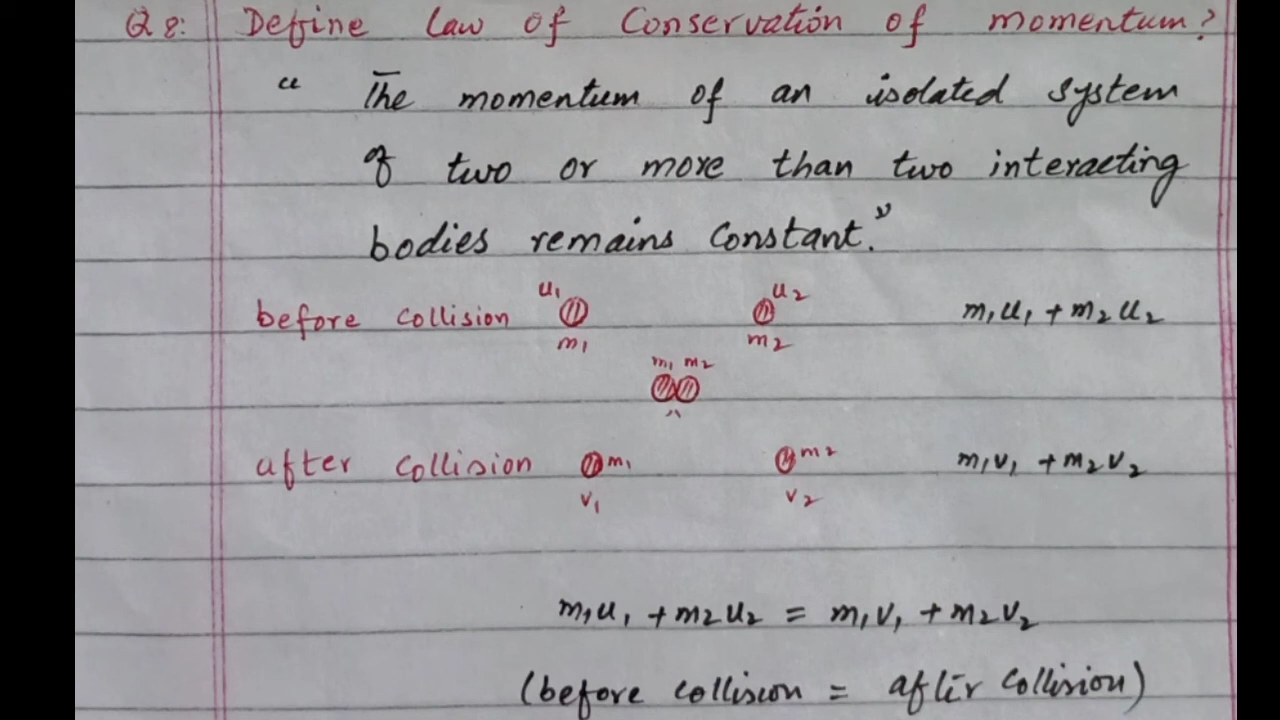 Q 8: Define Law of Conservation of momentum?
“ The momentum of an isolated system
of two or more than two interacting
bodies remains constant.”
u₁ u₂
before collision m₁u₁ + m₂u₂
m₁ m₂
m₁ m₂
after collision m₁ m₂ m₁v₁ + m₂v₂
v₁ v₂
m₁u₁ + m₂u₂ = m₁v₁ + m₂v₂
(before collision = after collision)